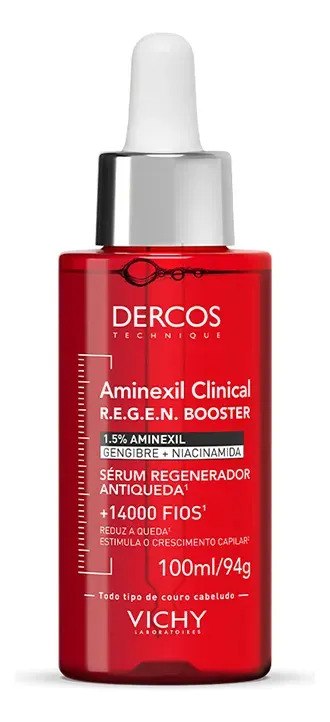 DERCOS
TECHNIQUE
Aminexil Clinical
R.E.G.E.N. BOOSTER
1.5% AMINEXIL
GENGIBRE + NIACINAMIDA
SÉRUM REGENERADOR
ANTIQUEDA¹
+14000 FIOS¹
REDUZ A QUEDA¹
ESTIMULA O CRESCIMENTO CAPILAR¹
100ml/94g
Todo tipo de couro cabeludo
VICHY
LABORATOIRES